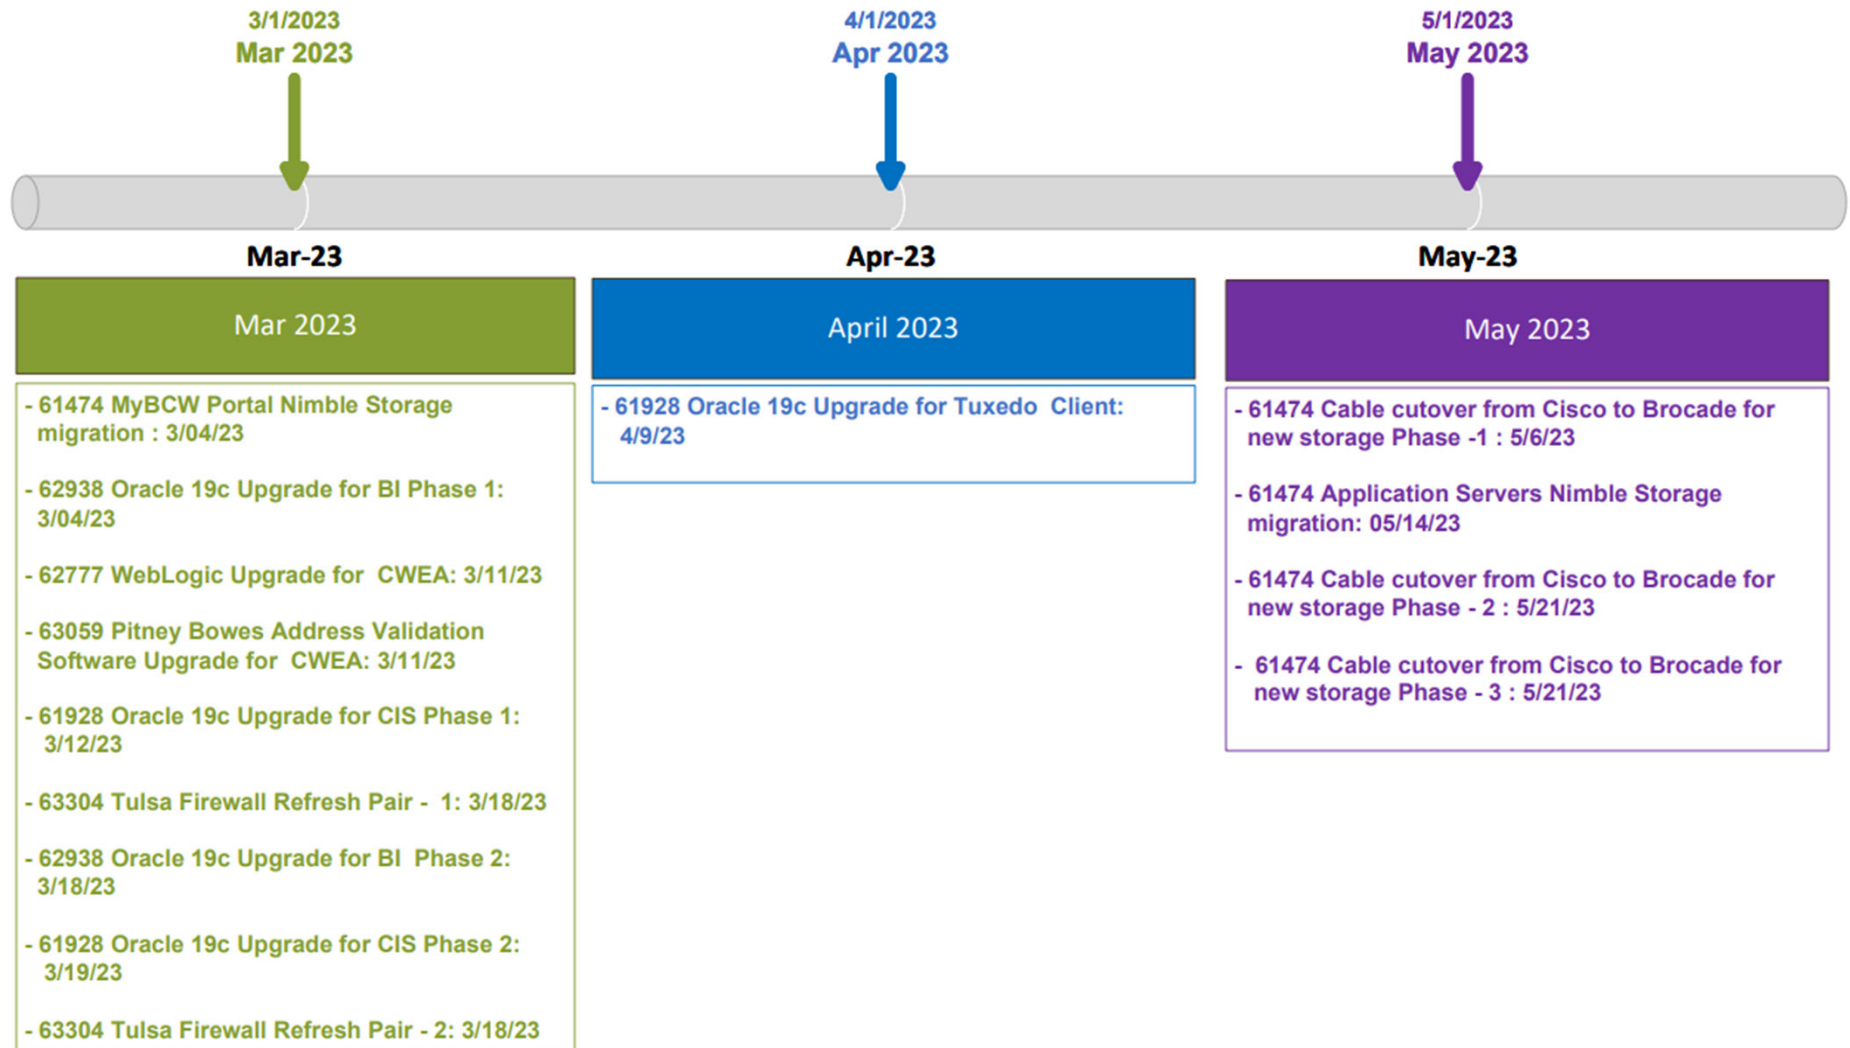 3/1/2023
Mar 2023
4/1/2023
Apr 2023
5/1/2023
May 2023
Mar-23
Apr-23
May-23
Mar 2023
- 61474 MyBCW Portal Nimble Storage
migration : 3/04/23
- 62938 Oracle 19c Upgrade for BI Phase 1:
3/04/23
- 62777 WebLogic Upgrade for CWEA: 3/11/23
- 63059 Pitney Bowes Address Validation
Software Upgrade for CWEA: 3/11/23
- 61928 Oracle 19c Upgrade for CIS Phase 1:
3/12/23
- 63304 Tulsa Firewall Refresh Pair - 1: 3/18/23
- 62938 Oracle 19c Upgrade for BI Phase 2:
3/18/23
- 61928 Oracle 19c Upgrade for CIS Phase 2:
3/19/23
- 63304 Tulsa Firewall Refresh Pair - 2: 3/18/23
April 2023
- 61928 Oracle 19c Upgrade for Tuxedo Client:
4/9/23
May 2023
- 61474 Cable cutover from Cisco to Brocade for
new storage Phase -1 : 5/6/23
- 61474 Application Servers Nimble Storage
migration: 05/14/23
- 61474 Cable cutover from Cisco to Brocade for
new storage Phase - 2 : 5/21/23
- 61474 Cable cutover from Cisco to Brocade for
new storage Phase - 3 : 5/21/23